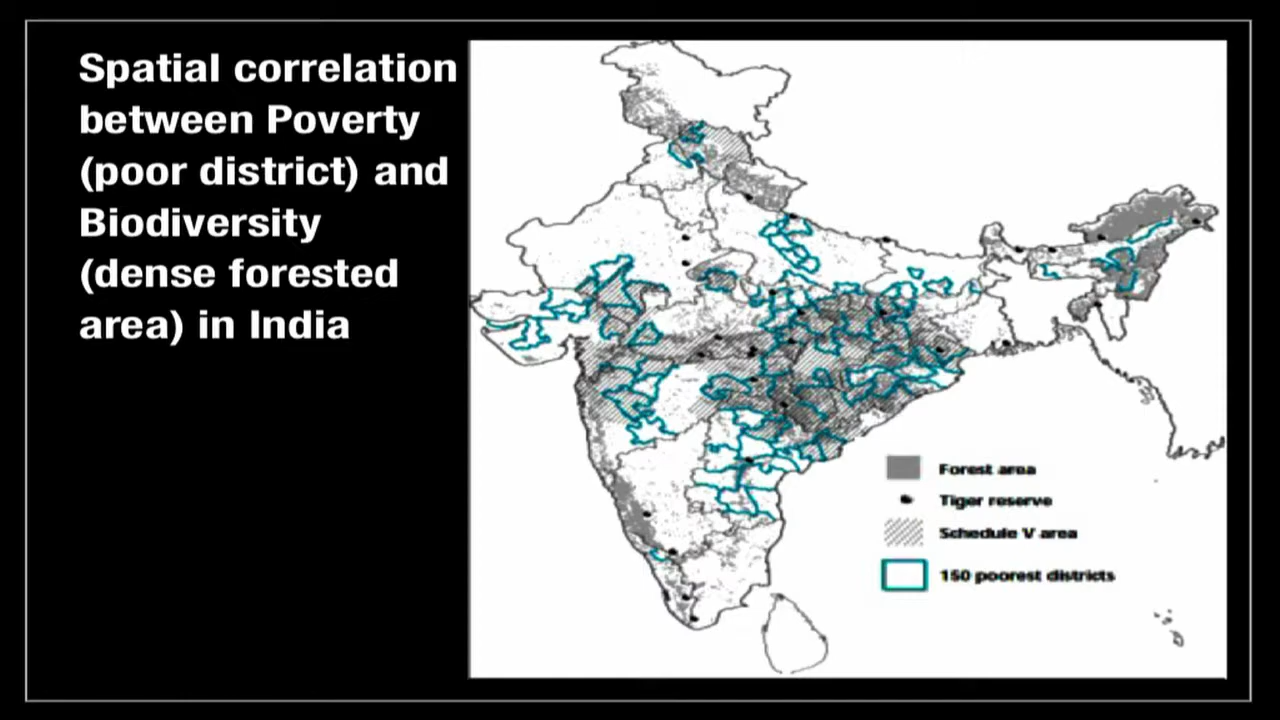 Spatial correlation
between Poverty
(poor district) and
Biodiversity
(dense forested
area) in India
Forest area
Tiger reserve
Schedule V area
150 poorest districts